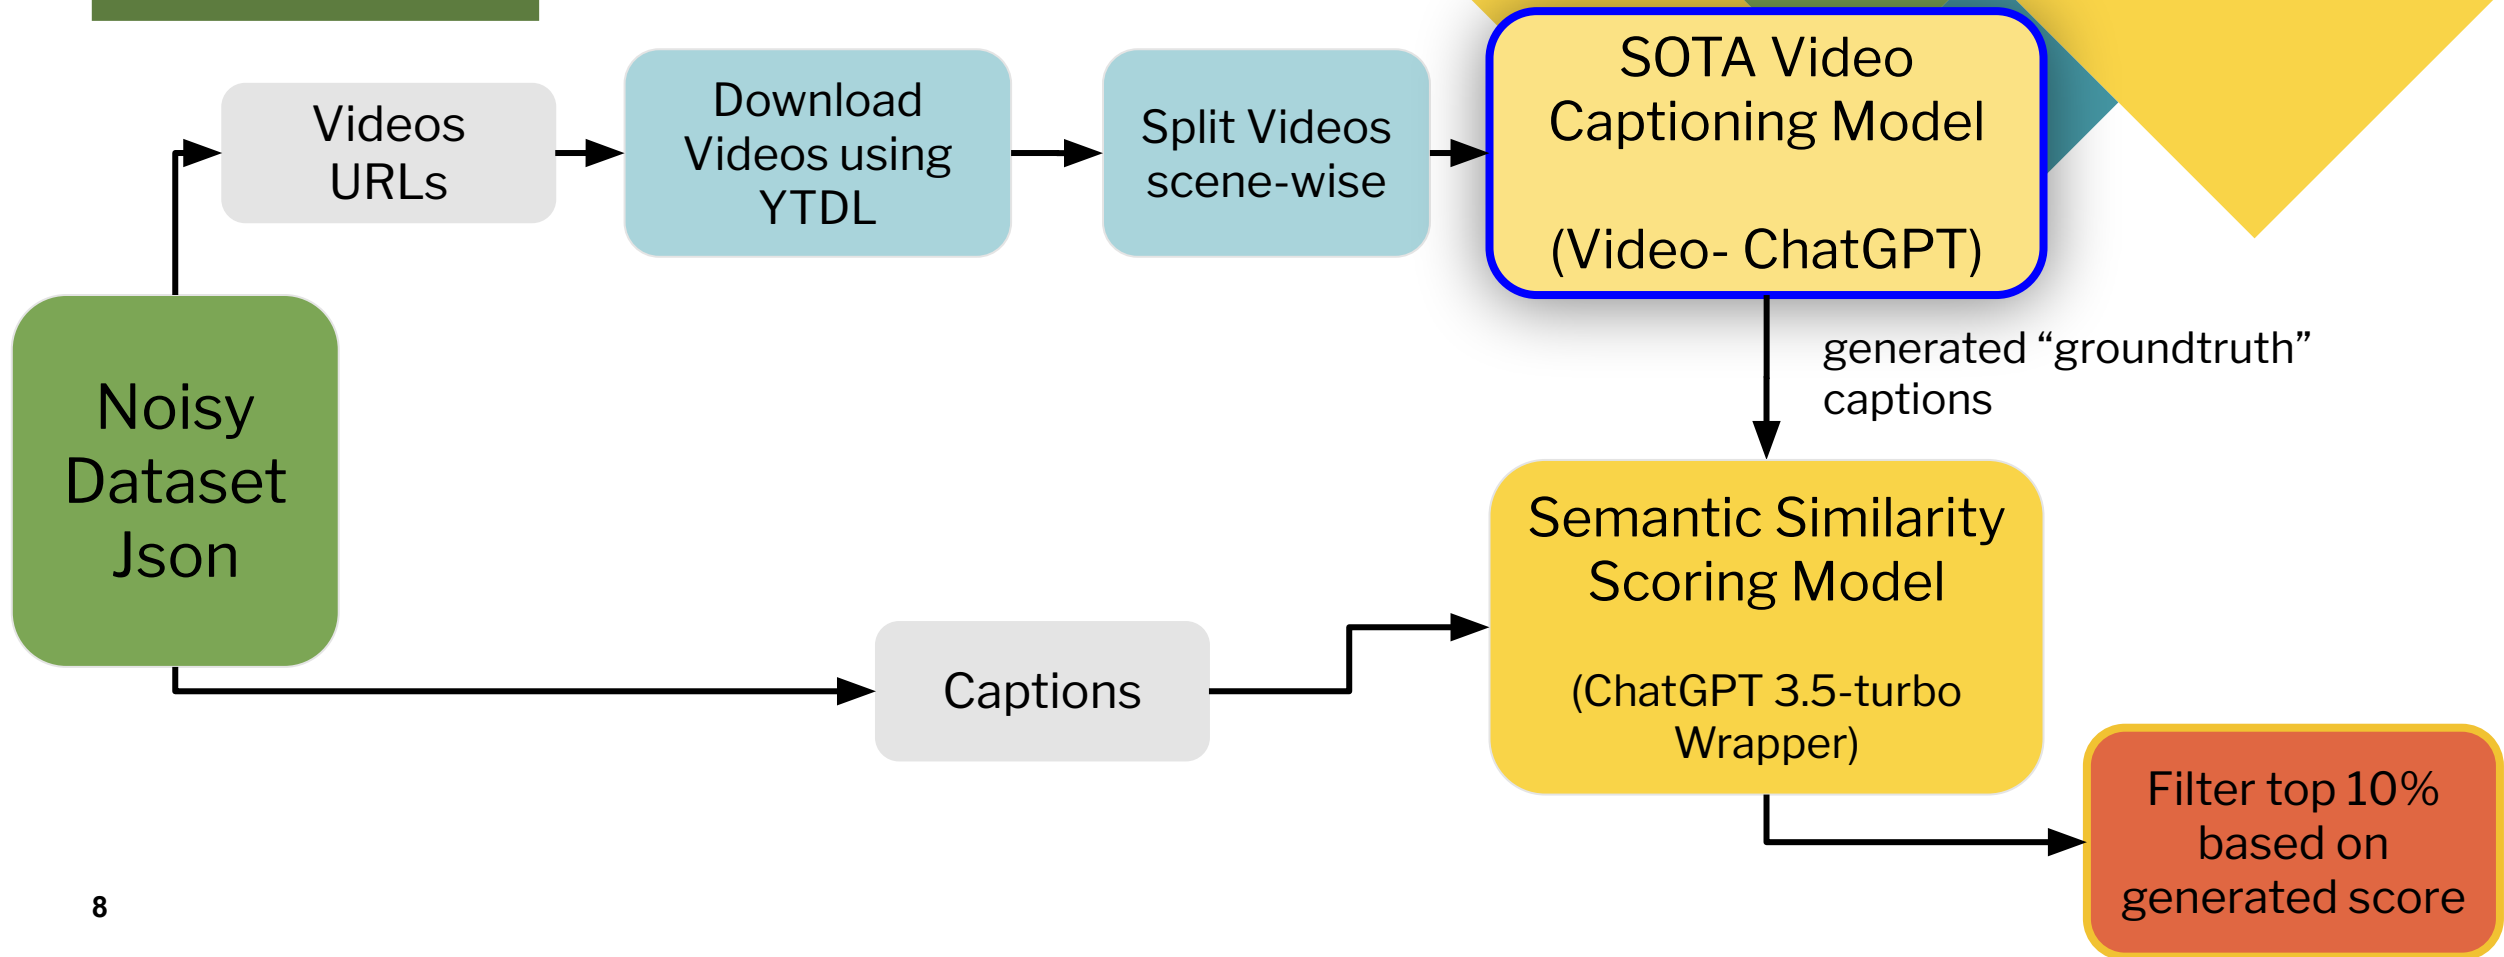 Videos
URLs
Download
Videos using
YTDL
Split Videos
scene-wise
SOTA Video
Captioning Model
(Video- ChatGPT)
generated “groundtruth”
captions
Noisy
Dataset
Json
Captions
Semantic Similarity
Scoring Model
(ChatGPT 3.5-turbo
Wrapper)
Filter top 10%
based on
generated score
8